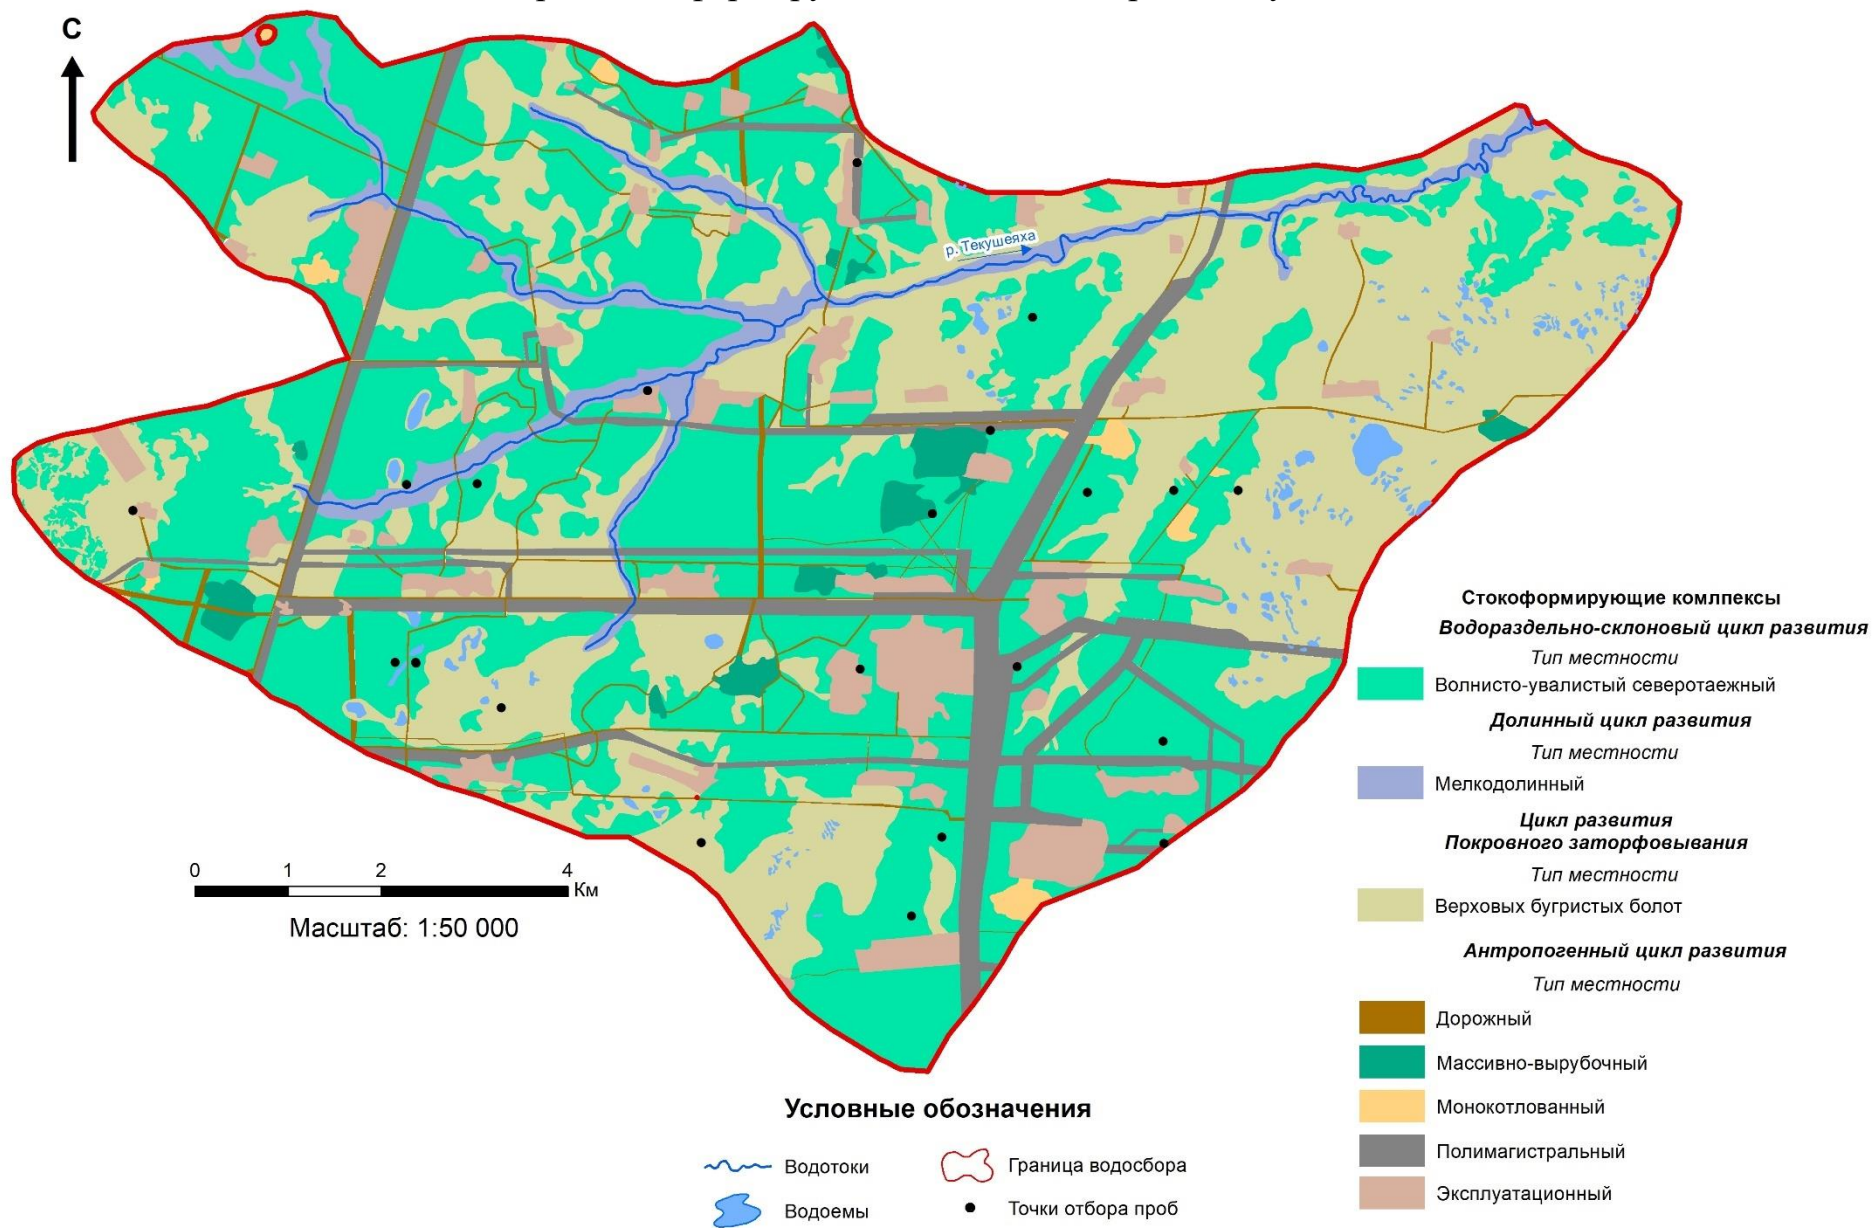 С
р. Текушеяха
0 1 2 4
Км
Масштаб: 1:50 000
Стокоформирующие комлпексы
Водораздельно-склоновый цикл развития
Тип местности
Волнисто-увалистый северотаежный
Долинный цикл развития
Тип местности
Мелкодолинный
Цикл развития
Покровного заторфовывания
Тип местности
Верховых бугристых болот
Антропогенный цикл развития
Тип местности
Дорожный
Массивно-вырубочный
Монокотлованный
Полимагистральный
Эксплуатационный
Условные обозначения
Водотоки
Граница водосбора
Водоемы
Точки отбора проб